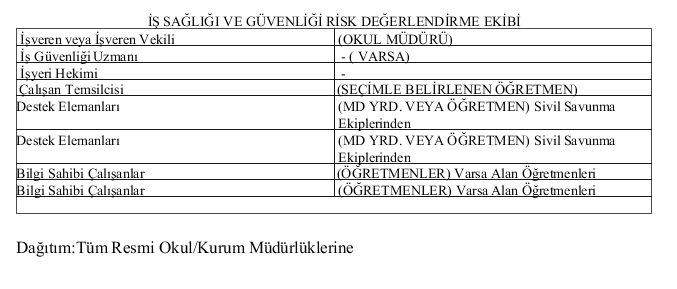 İŞ SAĞLIĞI VE GÜVENLİĞİ RİSK DEĞERLENDİRME EKİBİ
İşveren veya İşveren Vekili (OKUL MÜDÜRÜ)
İş Güvenliği Uzmanı - ( VARSA)
İşyeri Hekimi -
Çalışan Temsilcisi (SEÇİMLE BELİRLENEN ÖĞRETMEN)
Destek Elemanları (MD YRD. VEYA ÖĞRETMEN) Sivil Savunma
Ekiplerinden
Destek Elemanları (MD YRD. VEYA ÖĞRETMEN) Sivil Savunma
Ekiplerinden
Bilgi Sahibi Çalışanlar (ÖĞRETMENLER) Varsa Alan Öğretmenleri
Bilgi Sahibi Çalışanlar (ÖĞRETMENLER) Varsa Alan Öğretmenleri
Dağıtım:Tüm Resmi Okul/Kurum Müdürlüklerine